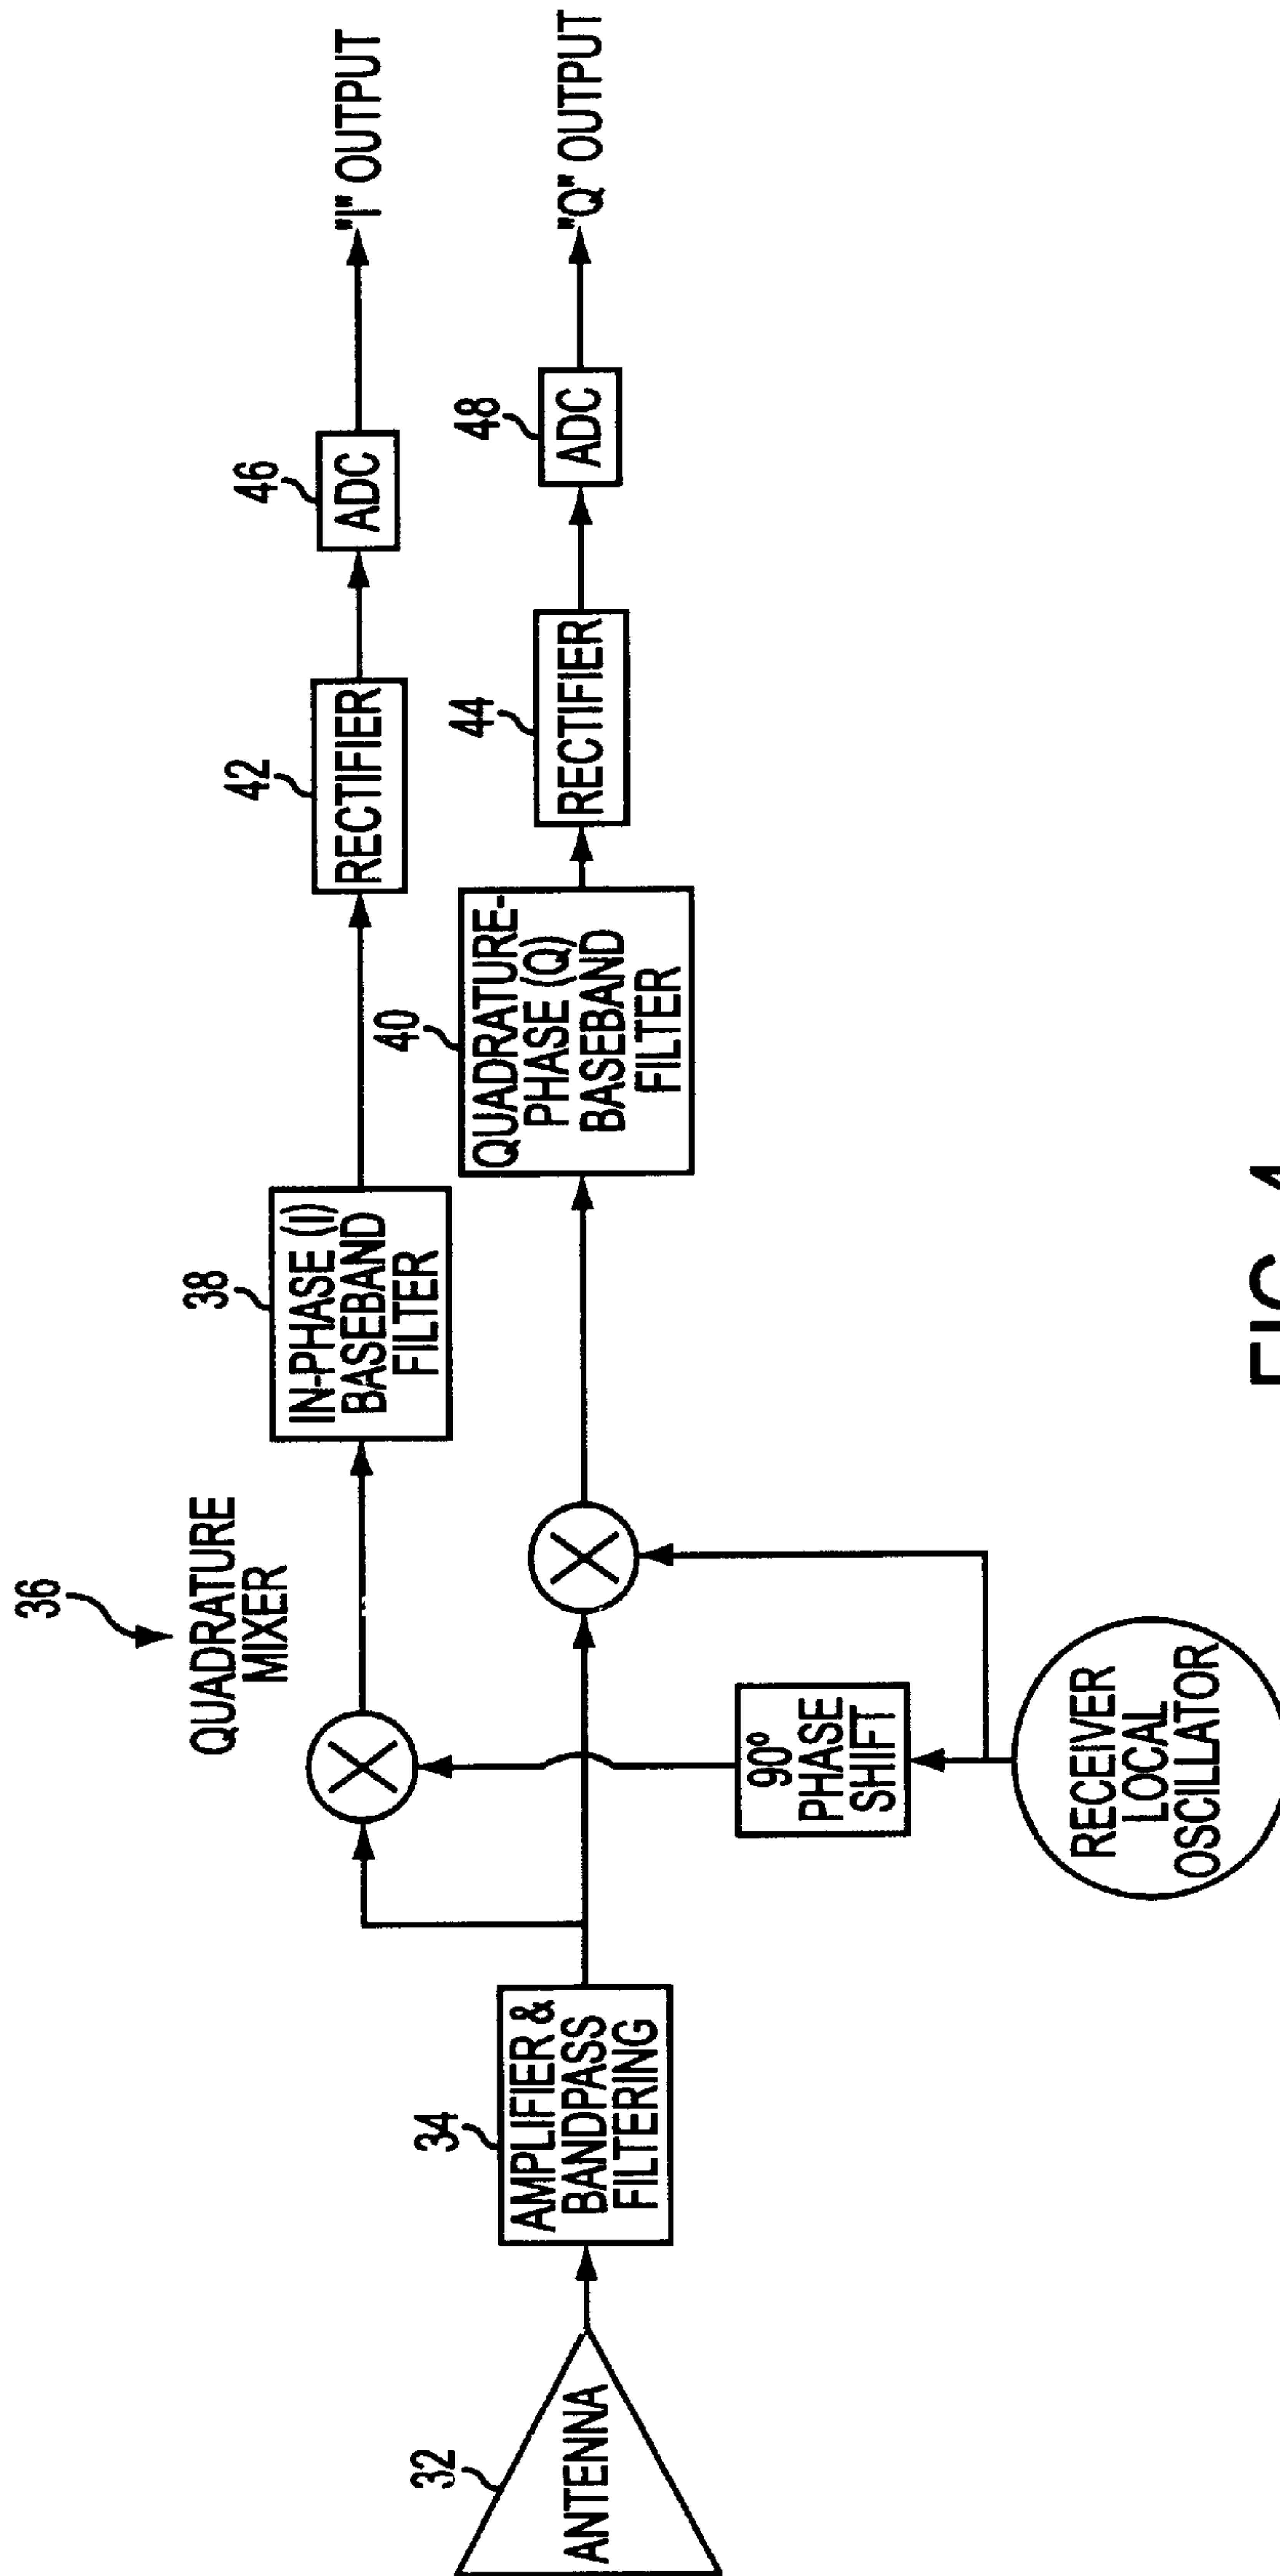 36
QUADRATURE
MIXER
32
ANTENNA
34
AMPLIFIER &
BANDPASS
FILTERING
90°
PHASE
SHIFT
RECEIVER
LOCAL
OSCILLATOR
38
IN-PHASE (I)
BASEBAND
FILTER
42
RECTIFIER
46
ADC
"I" OUTPUT
40
QUADRATURE-
PHASE (Q)
BASEBAND
FILTER
44
RECTIFIER
48
ADC
"Q" OUTPUT